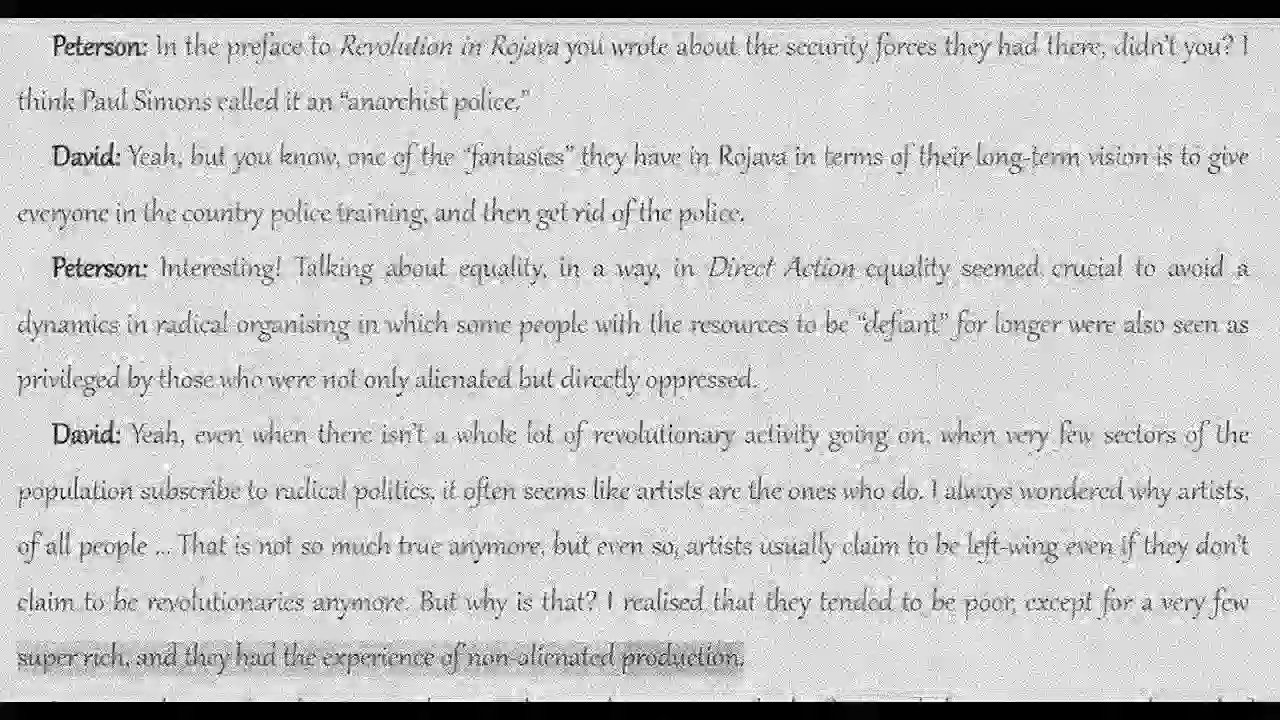 Peterson: In the preface to Revolution in Rojava you wrote about the security forces they had there, didn't you? I
think Paul Simons called it an “anarchist police.”
David: Yeah, but you know, one of the “fantasies” they have in Rojava in terms of their long-term vision is to give
everyone in the country police training, and then get rid of the police.
Peterson: Interesting! Talking about equality, in a way, in Direct Action equality seemed crucial to avoid a
dynamics in radical organising in which some people with the resources to be “defiant” for longer were also seen as
privileged by those who were not only alienated but directly oppressed.
David: Yeah, even when there isn't a whole lot of revolutionary activity going on, when very few sectors of the
population subscribe to radical politics, it often seems like artists are the ones who do. I always wondered why artists,
of all people ... That is not so much true anymore, but even so, artists usually claim to be left-wing even if they don't
claim to be revolutionaries anymore. But why is that? I realised that they tended to be poor, except for a very few
super rich, and they had the experience of non-alienated production.